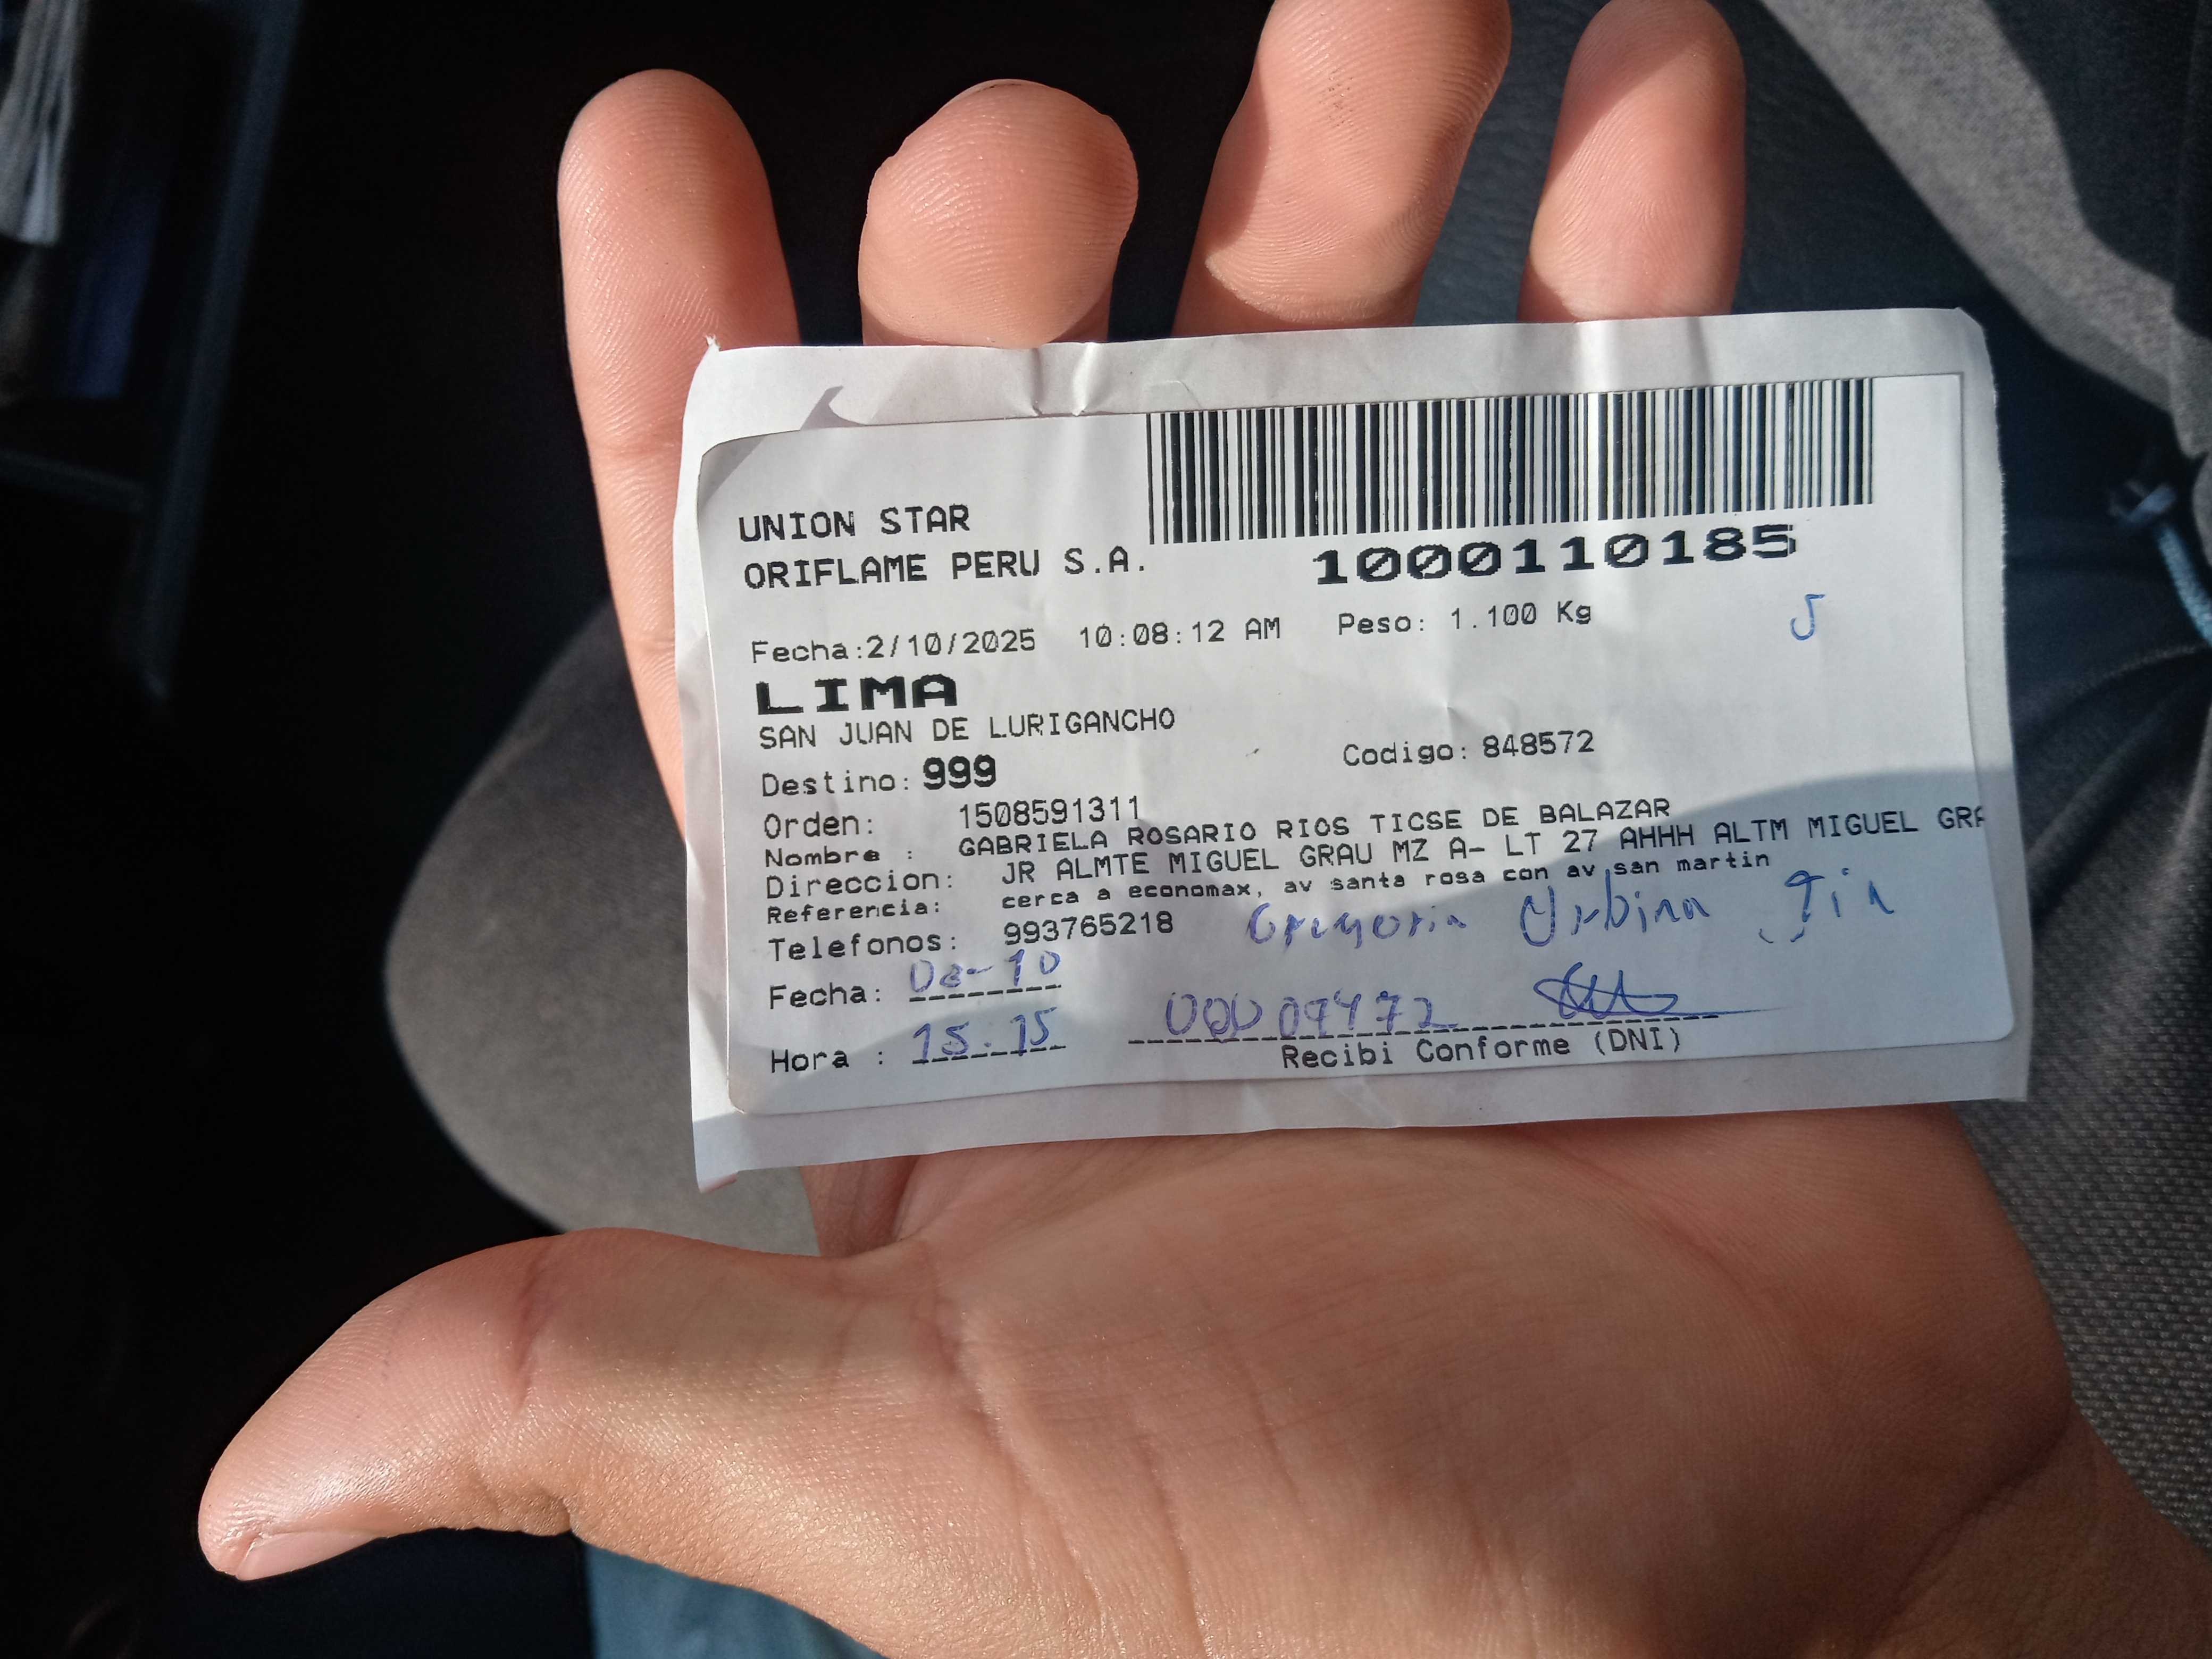 UNION STAR
ORIFLAME PERU S.A.
1000110185
Fecha:2/10/2025 10:08:12 AM Peso: 1.100 Kg
LIMA
SAN JUAN DE LURIGANCHO
Destino: 999 Codigo: 848572
Orden: 1508591311
Nombre : GABRIELA ROSARIO RIOS TICSE DE BALAZAR
Direccion: JR ALMTE MIGUEL GRAU MZ A- LT 27 AHHH ALTM MIGUEL GRA
Referencia: cerca a economax, av santa rosa con av san martin
Telefonos: 993765218 Gregoria Urbina
Fecha:
Hora : 15.15
Recibi Conforme (DNI)